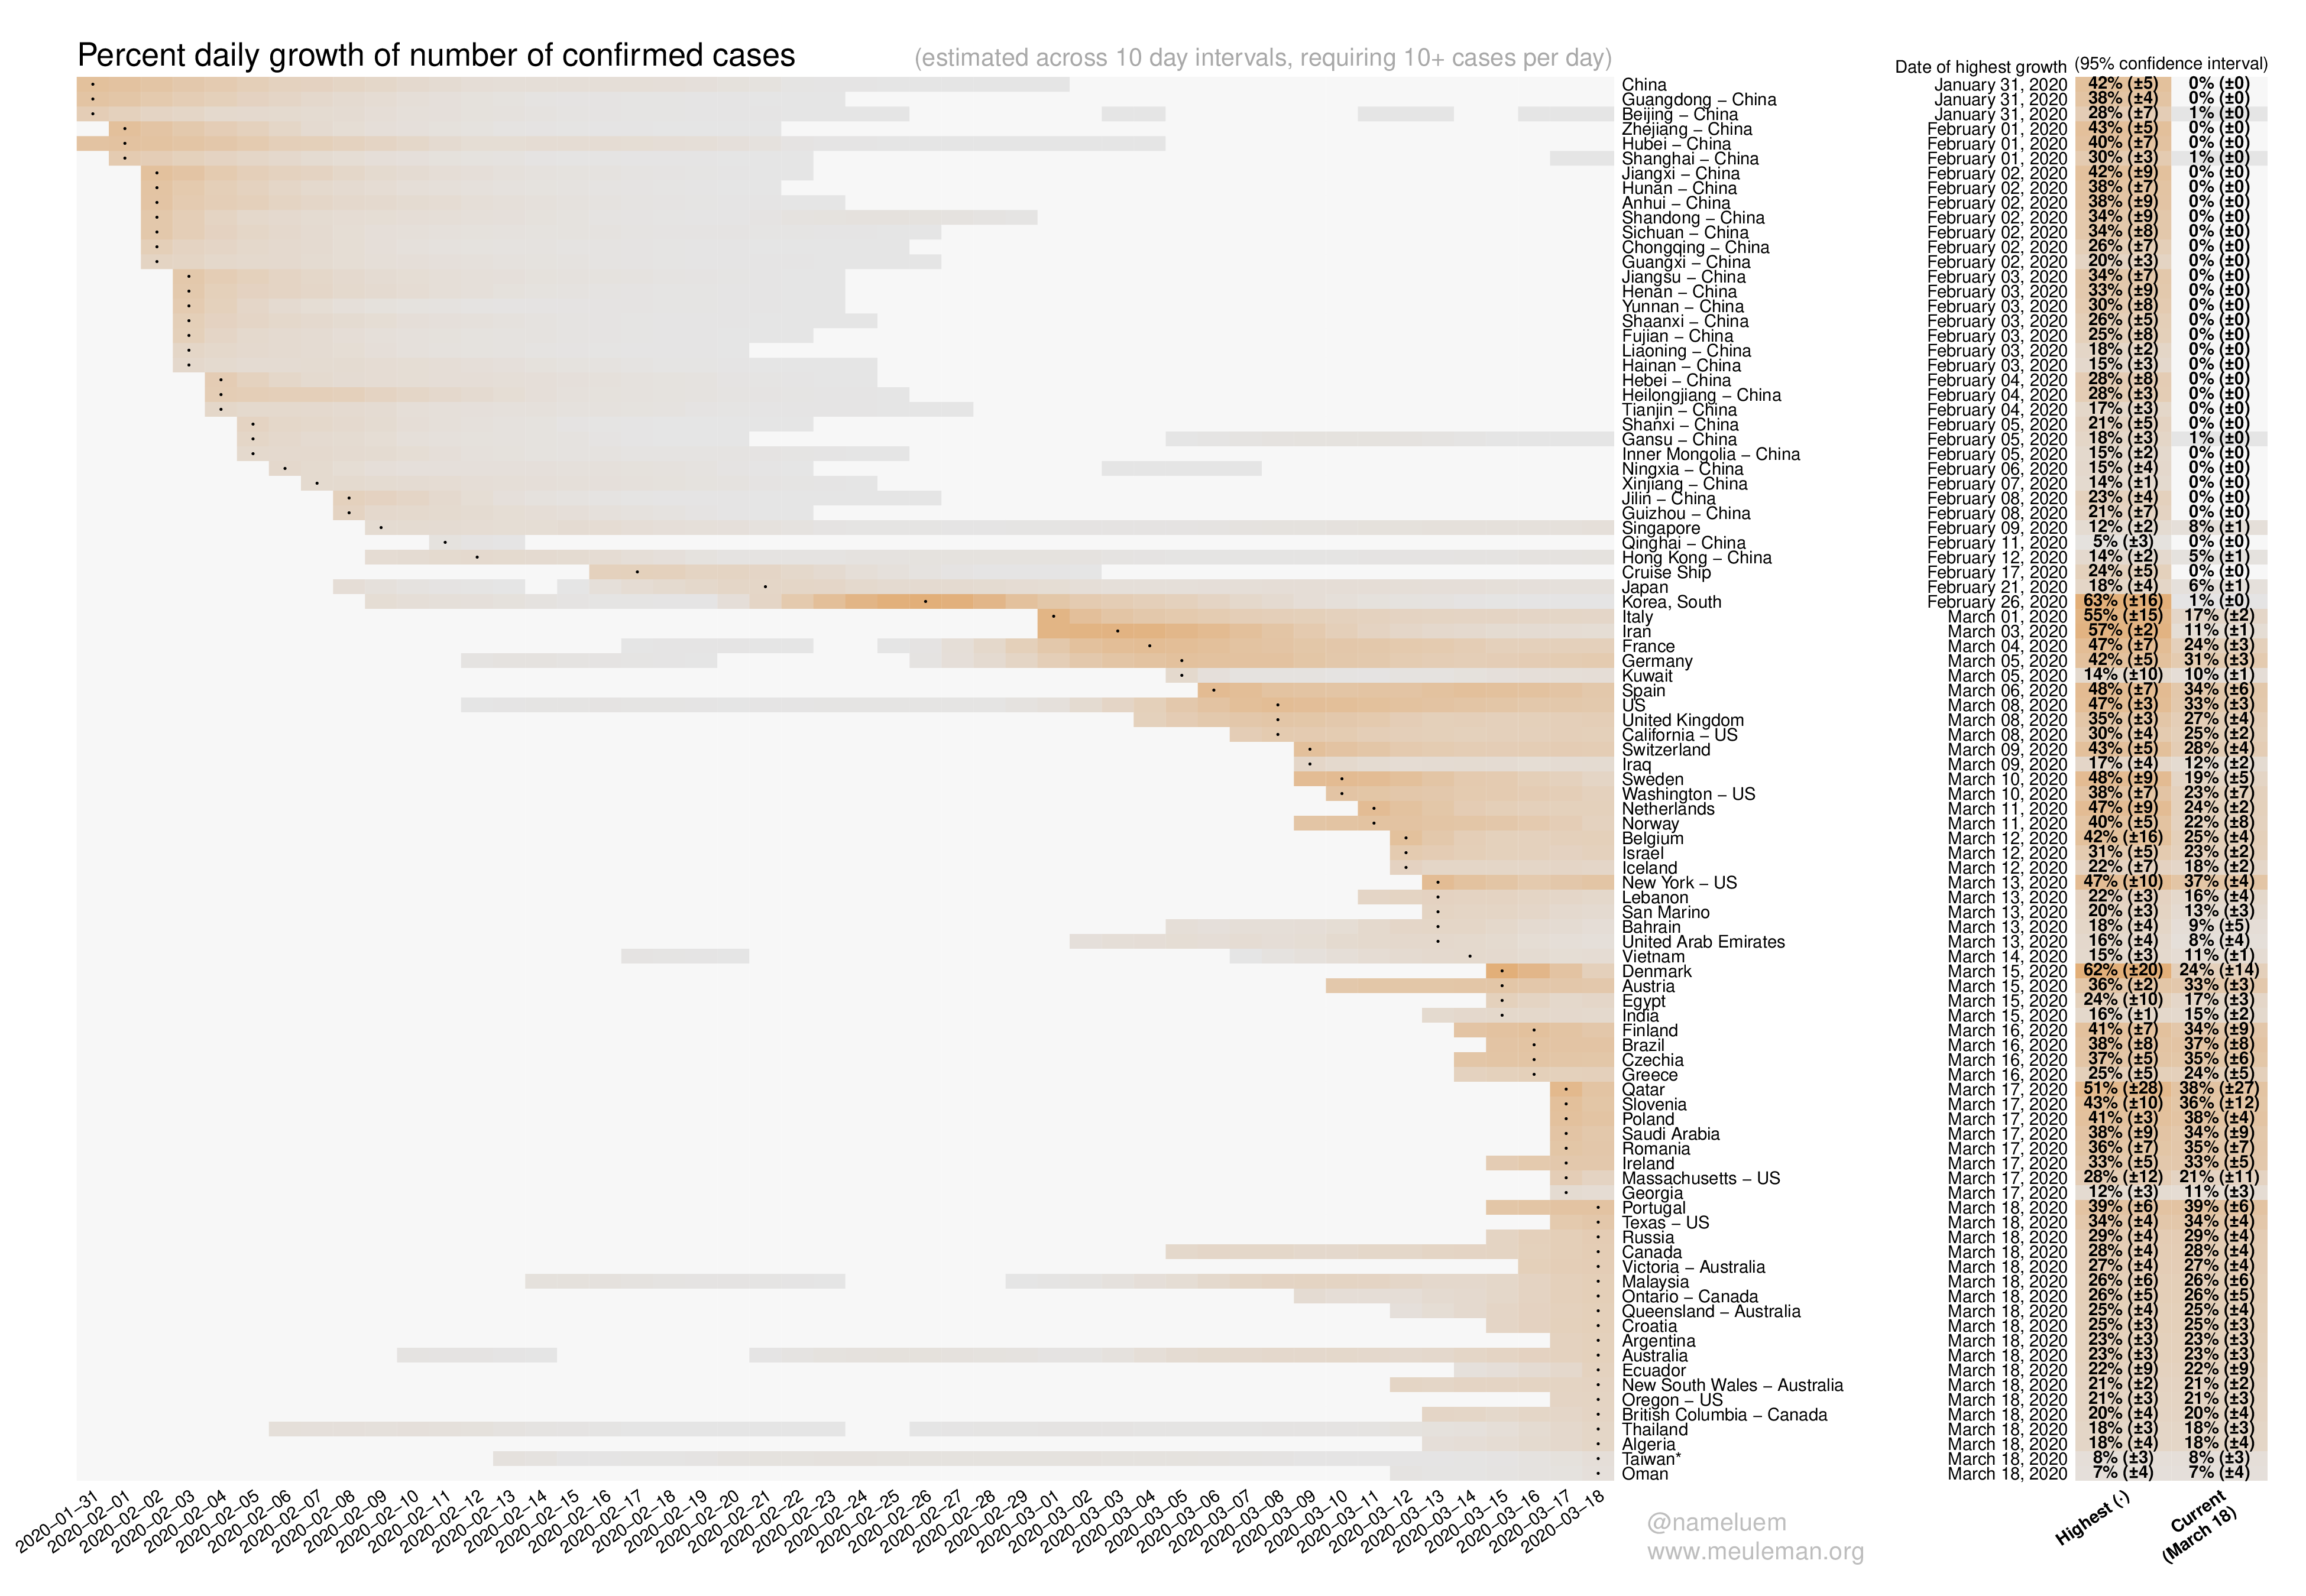 Percent daily growth of number of confirmed cases (estimated across 10 day intervals, requiring 10+ cases per day)
Date of highest growth (95% confidence interval)
China January 31, 2020 42% (±5) 0% (±0)
Guangdong – China January 31, 2020 38% (±4) 0% (±0)
Beijing – China January 31, 2020 28% (±7) 1% (±0)
Zhejiang – China February 01, 2020 43% (±5) 0% (±0)
Hubei – China February 01, 2020 40% (±7) 0% (±0)
Shanghai – China February 01, 2020 30% (±3) 1% (±0)
Jiangxi – China February 02, 2020 42% (±9) 0% (±0)
Hunan – China February 02, 2020 38% (±7) 0% (±0)
Anhui – China February 02, 2020 38% (±9) 0% (±0)
Shandong – China February 02, 2020 34% (±9) 0% (±0)
Sichuan – China February 02, 2020 34% (±8) 0% (±0)
Chongqing – China February 02, 2020 26% (±7) 0% (±0)
Guangxi – China February 02, 2020 20% (±3) 0% (±0)
Jiangsu – China February 03, 2020 34% (±7) 0% (±0)
Henan – China February 03, 2020 33% (±9) 0% (±0)
Yunnan – China February 03, 2020 30% (±8) 0% (±0)
Shaanxi – China February 03, 2020 26% (±5) 0% (±0)
Fujian – China February 03, 2020 25% (±8) 0% (±0)
Liaoning – China February 03, 2020 18% (±2) 0% (±0)
Hainan – China February 03, 2020 15% (±3) 0% (±0)
Hebei – China February 04, 2020 28% (±8) 0% (±0)
Heilongjiang – China February 04, 2020 28% (±3) 0% (±0)
Tianjin – China February 04, 2020 17% (±3) 0% (±0)
Shanxi – China February 05, 2020 21% (±5) 0% (±0)
Gansu – China February 05, 2020 18% (±3) 1% (±0)
Inner Mongolia – China February 05, 2020 15% (±2) 0% (±0)
Ningxia – China February 06, 2020 15% (±4) 0% (±0)
Xinjiang – China February 07, 2020 14% (±1) 0% (±0)
Jilin – China February 08, 2020 23% (±4) 0% (±0)
Guizhou – China February 08, 2020 21% (±7) 0% (±0)
Singapore February 09, 2020 12% (±2) 8% (±1)
Qinghai – China February 11, 2020 5% (±3) 0% (±0)
Hong Kong – China February 12, 2020 14% (±2) 5% (±1)
Cruise Ship February 17, 2020 24% (±5) 0% (±0)
Japan February 21, 2020 18% (±4) 6% (±1)
Korea, South February 26, 2020 63% (±16) 1% (±0)
Italy March 01, 2020 55% (±15) 17% (±2)
Iran March 03, 2020 57% (±2) 11% (±1)
France March 04, 2020 47% (±7) 24% (±3)
Germany March 05, 2020 42% (±5) 31% (±3)
Kuwait March 05, 2020 14% (±10) 10% (±1)
Spain March 06, 2020 48% (±7) 34% (±6)
US March 08, 2020 47% (±3) 33% (±3)
United Kingdom March 08, 2020 35% (±3) 27% (±4)
California – US March 08, 2020 30% (±4) 25% (±2)
Switzerland March 09, 2020 43% (±5) 28% (±4)
Iraq March 09, 2020 17% (±4) 12% (±2)
Sweden March 10, 2020 48% (±9) 19% (±5)
Washington – US March 10, 2020 38% (±7) 23% (±7)
Netherlands March 11, 2020 47% (±9) 24% (±2)
Norway March 11, 2020 40% (±5) 22% (±8)
Belgium March 12, 2020 42% (±16) 25% (±4)
Israel March 12, 2020 31% (±5) 23% (±2)
Iceland March 12, 2020 22% (±7) 18% (±2)
New York – US March 13, 2020 47% (±10) 37% (±4)
Lebanon March 13, 2020 22% (±3) 16% (±4)
San Marino March 13, 2020 20% (±3) 13% (±3)
Bahrain March 13, 2020 18% (±4) 9% (±5)
United Arab Emirates March 13, 2020 16% (±4) 8% (±4)
Vietnam March 14, 2020 15% (±3) 11% (±1)
Denmark March 15, 2020 62% (±20) 24% (±14)
Austria March 15, 2020 36% (±2) 33% (±3)
Egypt March 15, 2020 24% (±10) 17% (±3)
India March 15, 2020 16% (±1) 15% (±2)
Finland March 16, 2020 41% (±7) 34% (±9)
Brazil March 16, 2020 38% (±8) 37% (±8)
Czechia March 16, 2020 37% (±5) 35% (±6)
Greece March 16, 2020 25% (±5) 24% (±5)
Qatar March 17, 2020 51% (±28) 38% (±27)
Slovenia March 17, 2020 43% (±10) 36% (±12)
Poland March 17, 2020 41% (±3) 38% (±4)
Saudi Arabia March 17, 2020 38% (±9) 34% (±9)
Romania March 17, 2020 36% (±7) 35% (±7)
Ireland March 17, 2020 33% (±5) 33% (±5)
Massachusetts – US March 17, 2020 28% (±12) 21% (±11)
Georgia March 17, 2020 12% (±3) 11% (±3)
Portugal March 18, 2020 39% (±6) 39% (±6)
Texas – US March 18, 2020 34% (±4) 34% (±4)
Russia March 18, 2020 29% (±4) 29% (±4)
Canada March 18, 2020 28% (±4) 28% (±4)
Victoria – Australia March 18, 2020 27% (±4) 27% (±4)
Malaysia March 18, 2020 26% (±6) 26% (±6)
Ontario – Canada March 18, 2020 26% (±5) 26% (±5)
Queensland – Australia March 18, 2020 25% (±4) 25% (±4)
Croatia March 18, 2020 25% (±3) 25% (±3)
Argentina March 18, 2020 23% (±3) 23% (±3)
Australia March 18, 2020 23% (±3) 23% (±3)
Ecuador March 18, 2020 22% (±9) 22% (±9)
New South Wales – Australia March 18, 2020 21% (±2) 21% (±2)
Oregon – US March 18, 2020 21% (±3) 21% (±3)
British Columbia – Canada March 18, 2020 20% (±4) 20% (±4)
Thailand March 18, 2020 18% (±3) 18% (±3)
Algeria March 18, 2020 18% (±4) 18% (±4)
Taiwan* March 18, 2020 8% (±3) 8% (±3)
Oman March 18, 2020 7% (±4) 7% (±4)
2020–01–31
2020–02–01
2020–02–02
2020–02–03
2020–02–04
2020–02–05
2020–02–06
2020–02–07
2020–02–08
2020–02–09
2020–02–10
2020–02–11
2020–02–12
2020–02–13
2020–02–14
2020–02–15
2020–02–16
2020–02–17
2020–02–18
2020–02–19
2020–02–20
2020–02–21
2020–02–22
2020–02–23
2020–02–24
2020–02–25
2020–02–26
2020–02–27
2020–02–28
2020–02–29
2020–03–01
2020–03–02
2020–03–03
2020–03–04
2020–03–05
2020–03–06
2020–03–07
2020–03–08
2020–03–09
2020–03–10
2020–03–11
2020–03–12
2020–03–13
2020–03–14
2020–03–15
2020–03–16
2020–03–17
2020–03–18
Highest (·)
Current
(March 18)
@nameluem
www.meuleman.org